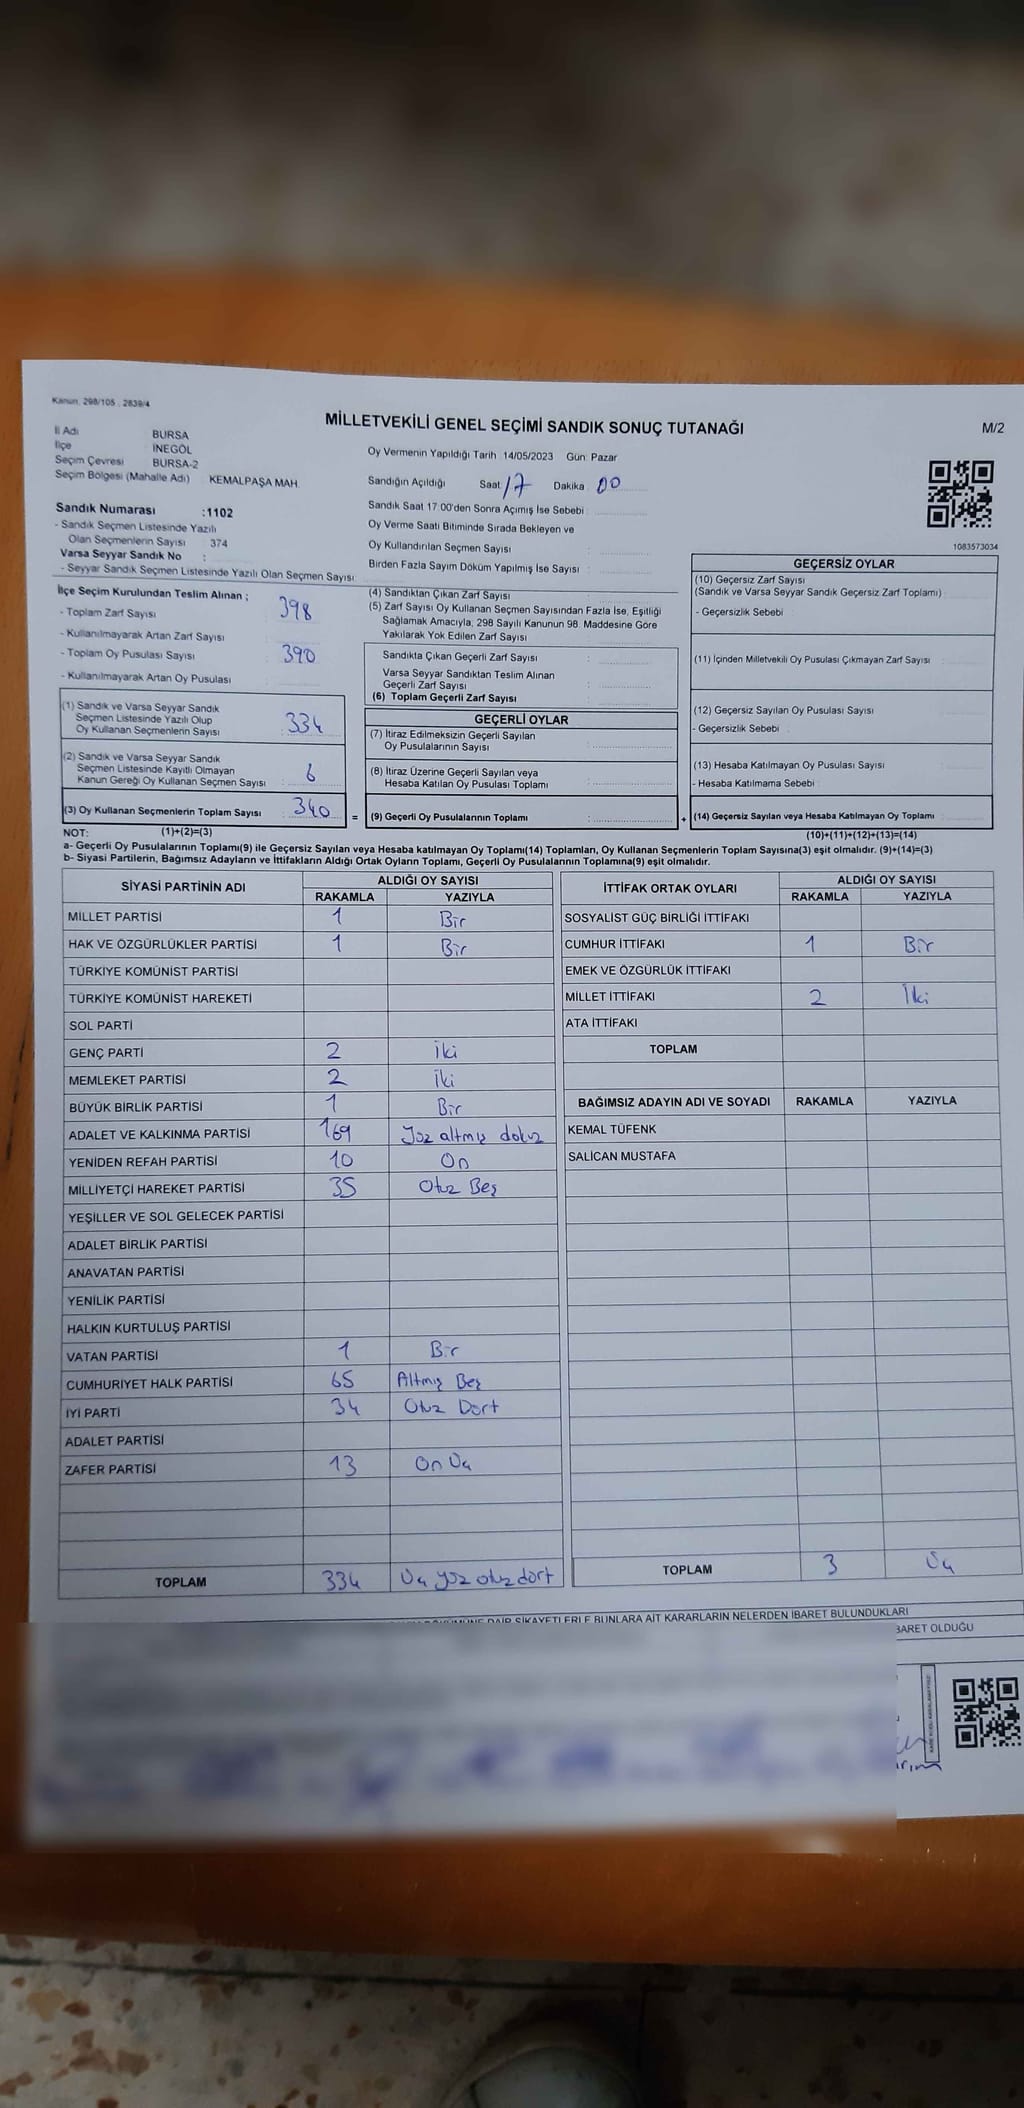 Kanun: 298/105 , 2839/4
MİLLETVEKİLİ GENEL SEÇİMİ SANDIK SONUÇ TUTANAĞI
M/2
İl Adı BURSA
İlçe İNEGÖL
Seçim Çevresi BURSA-2
Seçim Bölgesi (Mahalle Adı) KEMALPAŞA MAH.
Sandık Numarası :1102
- Sandık Seçmen Listesinde Yazılı
Olan Seçmenlerin Sayısı : 374
Varsa Seyyar Sandık No :
- Seyyar Sandık Seçmen Listesinde Yazılı Olan Seçmen Sayısı
Oy Vermenin Yapıldığı Tarih 14/05/2023 Gün: Pazar
Sandığın Açıldığı Saat 17 Dakika 00
Sandık Saat 17:00'den Sonra Açımış İse Sebebi :
Oy Verme Saati Bitiminde Sırada Bekleyen ve
Oy Kullandırılan Seçmen Sayısı :
Birden Fazla Sayım Döküm Yapılmış İse Sayısı :
1083573034
İlçe Seçim Kurulundan Teslim Alınan ;
- Toplam Zarf Sayısı : 398
- Kullanılmayarak Artan Zarf Sayısı :
- Toplam Oy Pusulası Sayısı : 390
- Kullanılmayarak Artan Oy Pusulası :
(1) Sandık ve Varsa Seyyar Sandık
Seçmen Listesinde Yazılı Olup
Oy Kullanan Seçmenlerin Sayısı : 334
(2) Sandık ve Varsa Seyyar Sandık
Seçmen Listesinde Kayıtlı Olmayan
Kanun Gereği Oy Kullanan Seçmen Sayısı : 6
(3) Oy Kullanan Seçmenlerin Toplam Sayısı : 340
(4) Sandıktan Çıkan Zarf Sayısı :
(5) Zarf Sayısı Oy Kullanan Seçmen Sayısından Fazla İse, Eşitliği
Sağlamak Amacıyla; 298 Sayılı Kanunun 98. Maddesine Göre
Yakılarak Yok Edilen Zarf Sayısı :
Sandıkta Çıkan Geçerli Zarf Sayısı :
Varsa Seyyar Sandıktan Teslim Alınan
Geçerli Zarf Sayısı :
(6) Toplam Geçerli Zarf Sayısı :
GEÇERLİ OYLAR
(7) İtiraz Edilmeksizin Geçerli Sayılan
Oy Pusulalarının Sayısı :
(8) İtiraz Üzerine Geçerli Sayılan veya
Hesaba Katılan Oy Pusulası Toplamı :
= (9) Geçerli Oy Pusulalarının Toplamı :
GEÇERSİZ OYLAR
(10) Geçersiz Zarf Sayısı
(Sandık ve Varsa Seyyar Sandık Geçersiz Zarf Toplamı) :
- Geçersizlik Sebebi :
(11) İçinden Milletvekili Oy Pusulası Çıkmayan Zarf Sayısı :
(12) Geçersiz Sayılan Oy Pusulası Sayısı :
- Geçersizlik Sebebi :
(13) Hesaba Katılmayan Oy Pusulası Sayısı :
- Hesaba Katılmama Sebebi :
+ (14) Geçersiz Sayılan veya Hesaba Katılmayan Oy Toplamı :
NOT: (1)+(2)=(3) (10)+(11)+(12)+(13)=(14)
a- Geçerli Oy Pusulalarının Toplamı(9) ile Geçersiz Sayılan veya Hesaba katılmayan Oy Toplamı(14) Toplamları, Oy Kullanan Seçmenlerin Toplam Sayısına(3) eşit olmalıdır. (9)+(14)=(3)
b- Siyasi Partilerin, Bağımsız Adayların ve İttifakların Aldığı Ortak Oyların Toplamı, Geçerli Oy Pusulalarının Toplamına(9) eşit olmalıdır.
SİYASİ PARTİNİN ADI ALDIĞI OY SAYISI
RAKAMLA YAZIYLA
MİLLET PARTİSİ 1 Bir
HAK VE ÖZGÜRLÜKLER PARTİSİ 1 Bir
TÜRKİYE KOMÜNİST PARTİSİ
TÜRKİYE KOMÜNİST HAREKETİ
SOL PARTİ
GENÇ PARTİ 2 iki
MEMLEKET PARTİSİ 2 iki
BÜYÜK BİRLİK PARTİSİ 1 Bir
ADALET VE KALKINMA PARTİSİ 169 Yüz altmış dokuz
YENİDEN REFAH PARTİSİ 10 On
MİLLİYETÇİ HAREKET PARTİSİ 35 Otuz Beş
YEŞİLLER VE SOL GELECEK PARTİSİ
ADALET BİRLİK PARTİSİ
ANAVATAN PARTİSİ
YENİLİK PARTİSİ
HALKIN KURTULUŞ PARTİSİ
VATAN PARTİSİ 1 Bir
CUMHURİYET HALK PARTİSİ 65 Altmış Beş
İYİ PARTİ 34 Otuz Dört
ADALET PARTİSİ
ZAFER PARTİSİ 13 On Üç
TOPLAM 334 Üç yüz otuz dört
İTTİFAK ORTAK OYLARI ALDIĞI OY SAYISI
RAKAMLA YAZIYLA
SOSYALİST GÜÇ BİRLİĞİ İTTİFAKI
CUMHUR İTTİFAKI 1 Bir
EMEK VE ÖZGÜRLÜK İTTİFAKI
MİLLET İTTİFAKI 2 İki
ATA İTTİFAKI
TOPLAM
BAĞIMSIZ ADAYIN ADI VE SOYADI RAKAMLA YAZIYLA
KEMAL TÜFENK
SALİCAN MUSTAFA
TOPLAM 3 Üç
DAİR ŞİKAYETLERLE BUNLARA AİT KARARLARIN NELERDEN İBARET BULUNDUKLARI
BARET OLDUĞU